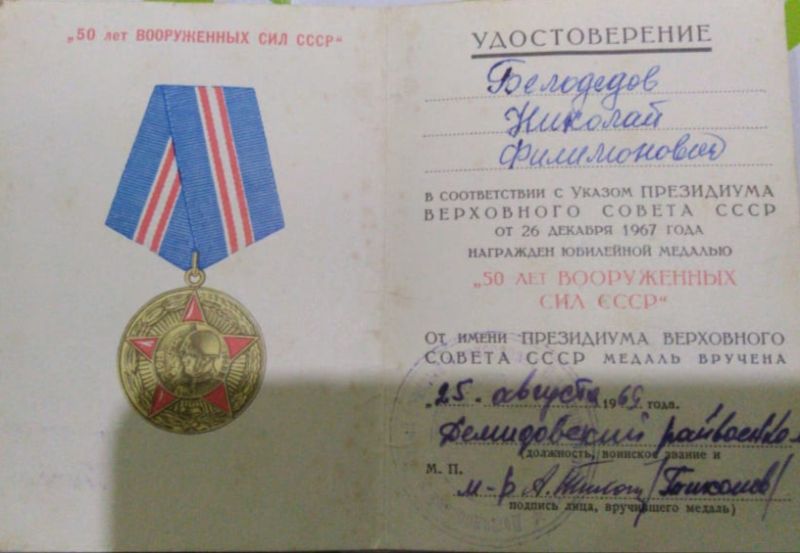 „50 лет ВООРУЖЕННЫХ СИЛ СССР“
УДОСТОВЕРЕНИЕ
Белодедов
Николай
Филимонович
В СООТВЕТСТВИИ С УКАЗОМ ПРЕЗИДИУМА
ВЕРХОВНОГО СОВЕТА СССР
ОТ 26 ДЕКАБРЯ 1967 ГОДА
НАГРАЖДЕН ЮБИЛЕЙНОЙ МЕДАЛЬЮ
„50 ЛЕТ ВООРУЖЕННЫХ
СИЛ СССР“
ОТ ИМЕНИ ПРЕЗИДИУМА ВЕРХОВНОГО
СОВЕТА СССР МЕДАЛЬ ВРУЧЕНА
„25. августа 1969 года.
Демидовский райвоенком
(должность, воинское звание и
М. П.
м-р А.
подпись лица, вручившего медаль)